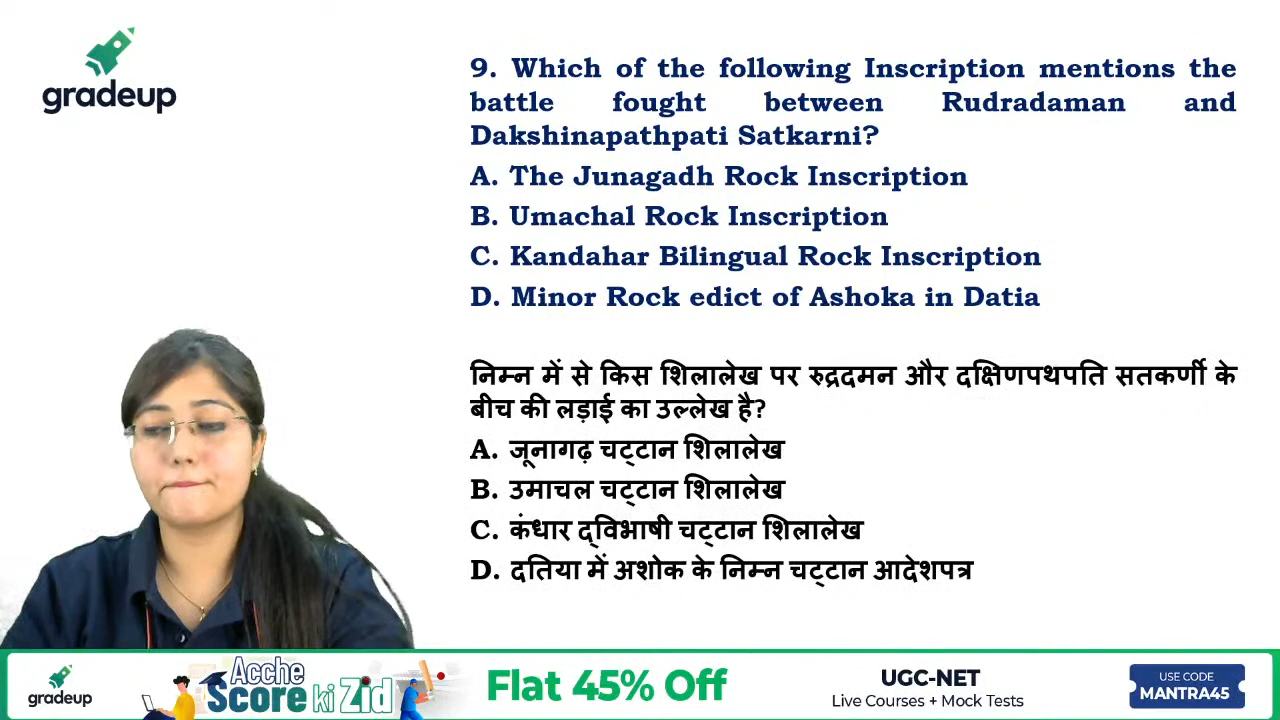 gradeup
9. Which of the following Inscription mentions the
battle fought between Rudradaman and
Dakshinapathpati Satkarni?
A. The Junagadh Rock Inscription
B. Umachal Rock Inscription
C. Kandahar Bilingual Rock Inscription
D. Minor Rock edict of Ashoka in Datia
निम्न में से किस शिलालेख पर रुद्रदमन और दक्षिणपथपति सतकर्णी के
बीच की लड़ाई का उल्लेख है?
A. जूनागढ़ चट्टान शिलालेख
B. उमाचल चट्टान शिलालेख
C. कंधार द्विभाषी चट्टान शिलालेख
D. दतिया में अशोक के निम्न चट्टान आदेशपत्र
gradeup
Acche
Score ki Zid
Flat 45% Off
UGC-NET
Live Courses + Mock Tests
USE CODE
MANTRA45